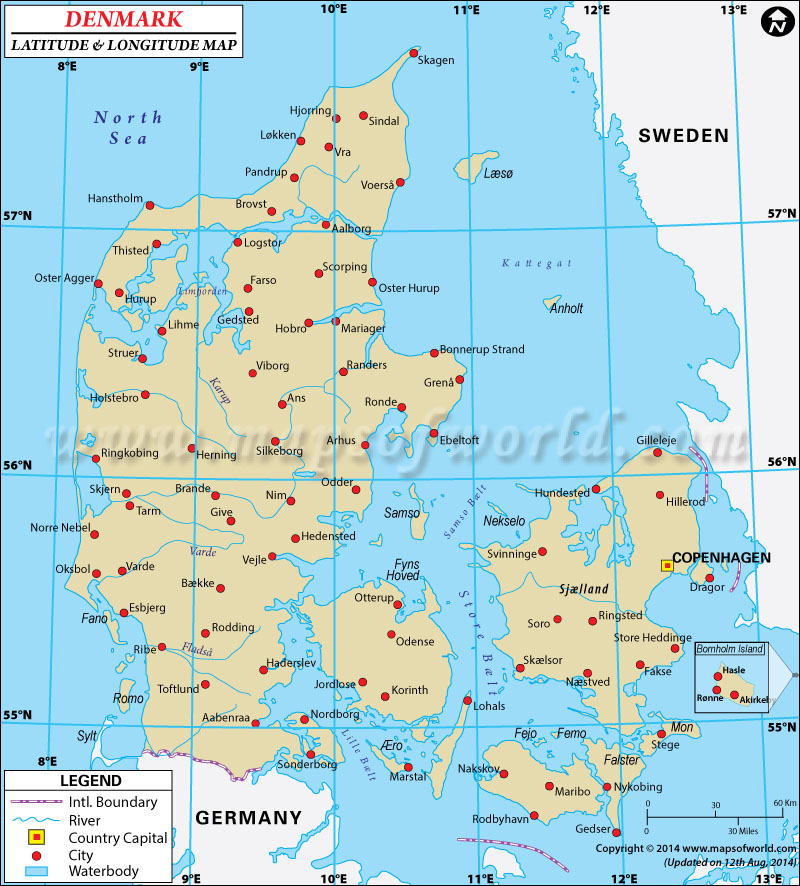 DENMARK
LATITUDE & LONGITUDE MAP
8°E
9°E
10°E
11°E
12°E
13°E
N
North
Sea
SWEDEN
Skagen
Hjorring
Sindal
Løkken
Vra
Pandrup
Voerså
Læsø
Hanstholm
Brovst
57°N
57°N
Aalborg
Thisted
Logstor
Kattegat
Oster Agger
Hurup
Limfjorden
Farso
Scorping
Oster Hurup
Anholt
Gedsted
Lihme
Hobro
Mariager
Struer
Bonnerup Strand
Viborg
Randers
Grenå
Holstebro
Karup
Ans
Ronde
www.mapsofworld.com
Ringkobing
Herning
Silkeborg
Arhus
Ebeltoft
Gilleleje
56°N
56°N
Skjern
Brande
Nim
Odder
Hundested
Hillerod
Tarm
Give
Samso
Samso Bælt
Nekselo
Norre Nebel
Hedensted
Varde
Vejle
Svinninge
COPENHAGEN
Oksbol
Varde
Fyns
Hoved
Dragor
Bække
Sjælland
Otterup
Store Bælt
Fano
Esbjerg
Rodding
Odense
Soro
Ringsted
Store Heddinge
Ribe
Fladså
Bornholm Island
Hasle
Rønne
Akirkeby
Haderslev
Skælsor
Næstved
Fakse
Romo
Toftlund
Jordlose
Korinth
Lohals
Aabenraa
Nordborg
55°N
55°N
Sylt
Lille Bælt
Æro
Fejo
Femo
Mon
Stege
8°E
Sonderborg
Marstal
Nakskov
Falster
Maribo
Nykobing
Rodbyhavn
Gedser
GERMANY
LEGEND
Intl. Boundary
River
Country Capital
City
Waterbody
0
30
60 Km
0
30 Miles
Copyright © 2014 www.mapsofworld.com
(Updated on 12th Aug, 2014)
9°E
10°E
11°E
12°E
13°E